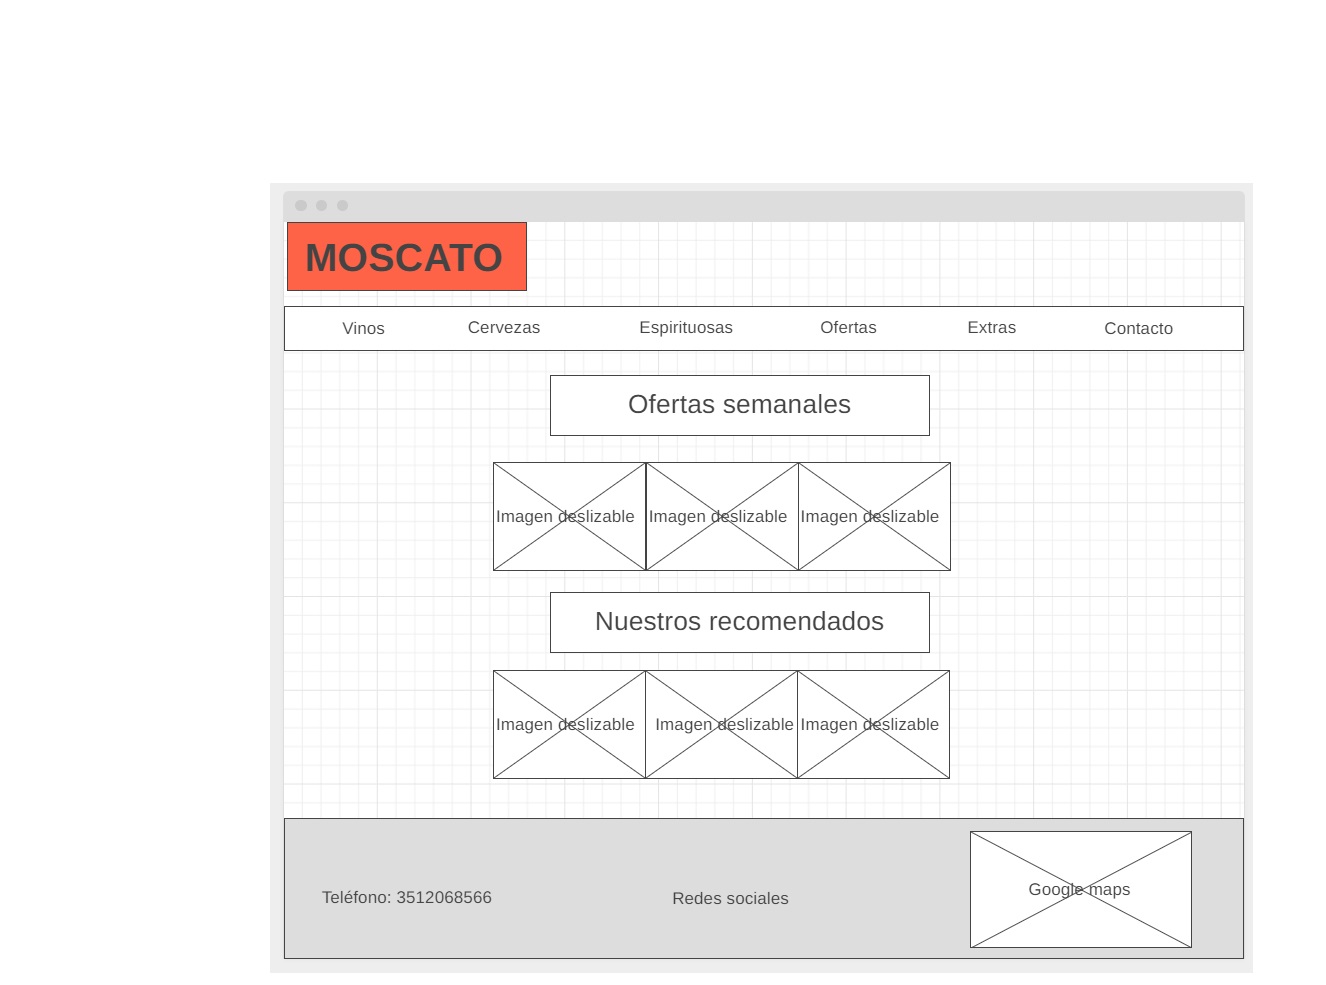 MOSCATO
Vinos
Cervezas
Espirituosas
Ofertas
Extras
Contacto
Ofertas semanales
Imagen deslizable
Imagen deslizable
Imagen deslizable
Nuestros recomendados
Imagen deslizable
Imagen deslizable
Imagen deslizable
Teléfono: 3512068566
Redes sociales
Google maps